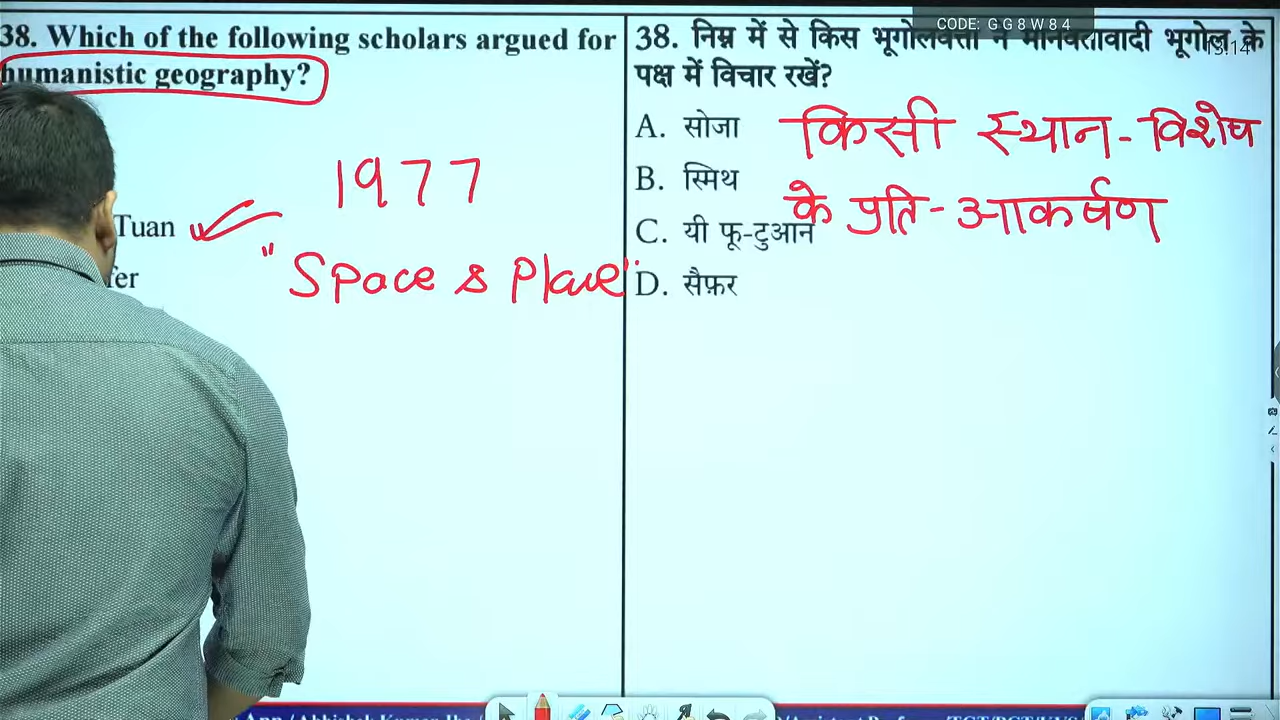 CODE: G G 8 W 8 4
38. Which of the following scholars argued for
humanistic geography?
1977
Tuan
"Space & Place"
fer
38. निम्न में से किस भूगोलवेत्ता ने मानवतावादी भूगोल के
पक्ष में विचार रखें?
A. सोजा
B. स्मिथ
C. यी फू-टुआन
D. सैफ़र
किसी स्थान-विशेष
के प्रति-आकर्षण